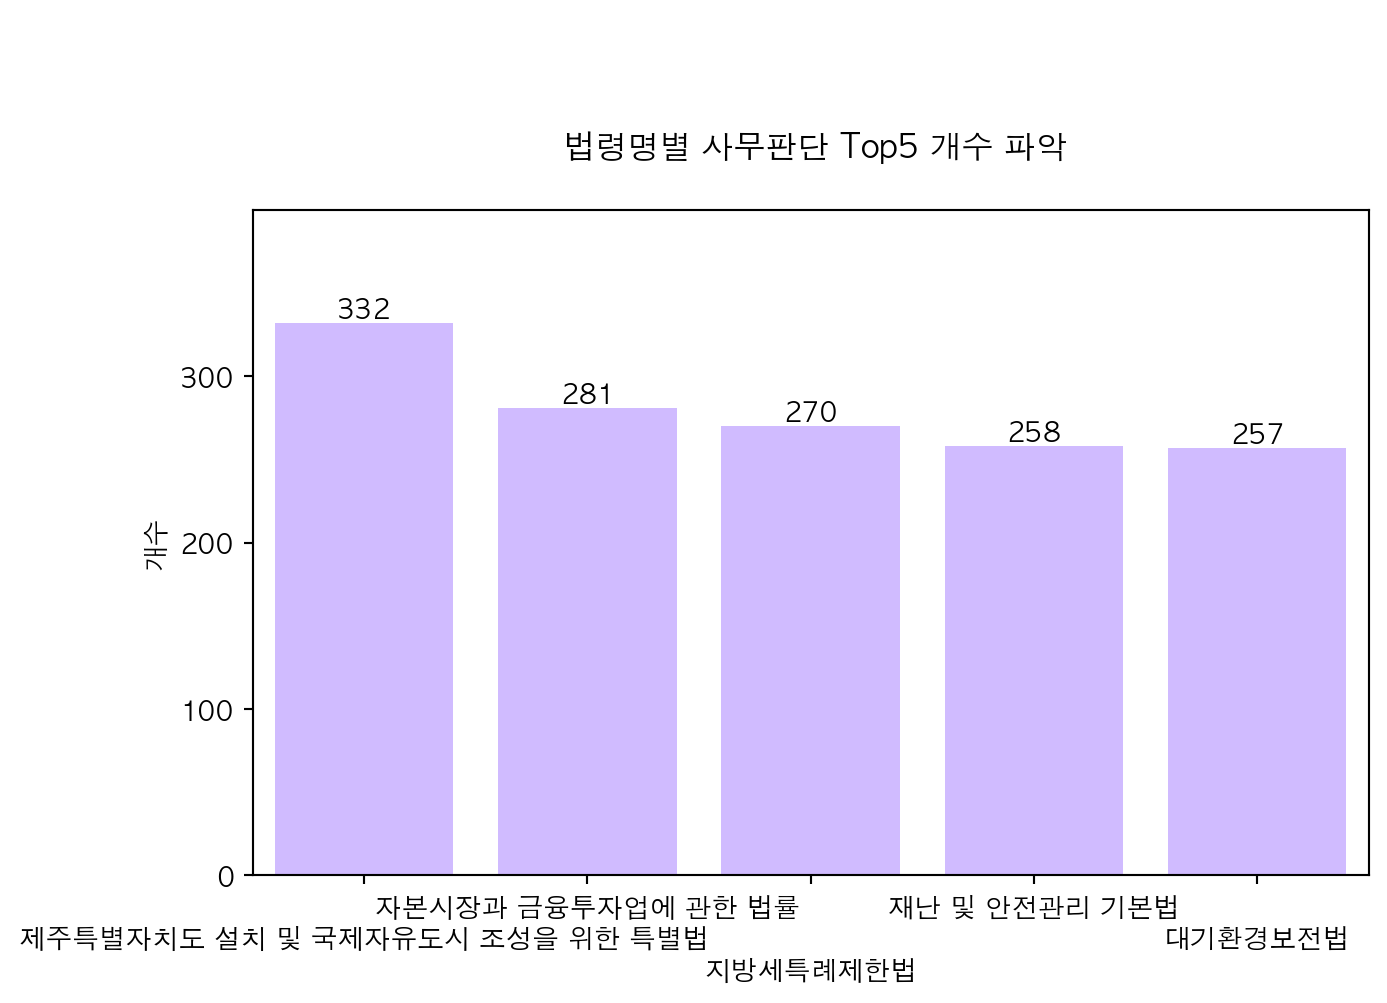 법령명별 사무판단 Top5 개수 파악
332
281
270
258
257
300
200
100
0
개수
자본시장과 금융투자업에 관한 법률
재난 및 안전관리 기본법
제주특별자치도 설치 및 국제자유도시 조성을 위한 특별법
대기환경보전법
지방세특례제한법